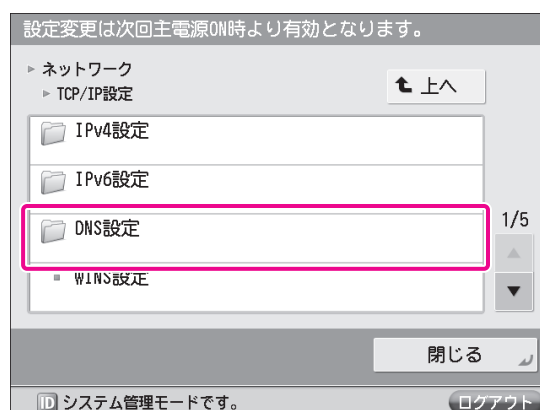 設定変更は次回主電源ON時より有効となります。
ネットワーク
TCP/IP設定
上へ
IPv4設定
IPv6設定
DNS設定
1/5
WINS設定
閉じる
ID システム管理モードです。
ログアウト